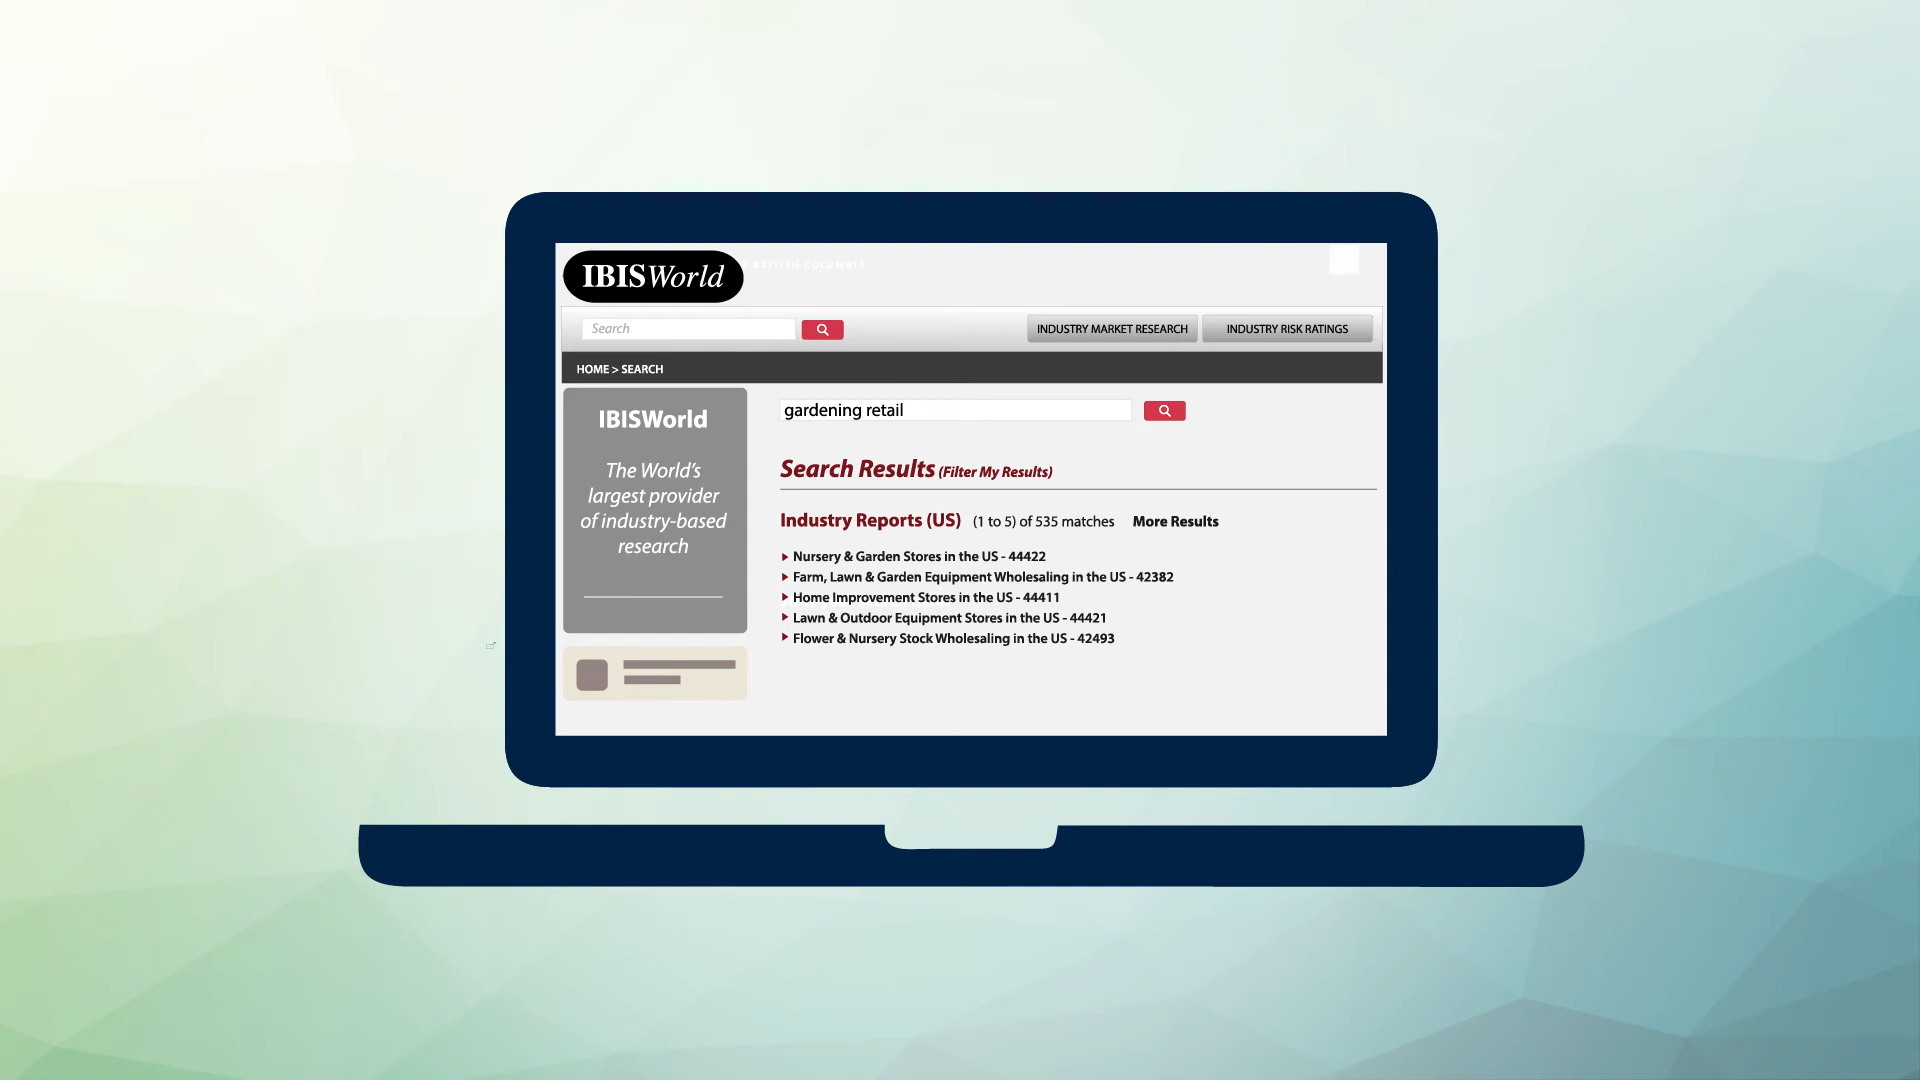 IBISWorld
BRITISH COLUMBIA
Search
INDUSTRY MARKET RESEARCH
INDUSTRY RISK RATINGS
HOME > SEARCH
IBISWorld
The World's
largest provider
of industry-based
research
gardening retail
Search Results (Filter My Results)
Industry Reports (US) (1 to 5) of 535 matches More Results
Nursery & Garden Stores in the US - 44422
Farm, Lawn & Garden Equipment Wholesaling in the US - 42382
Home Improvement Stores in the US - 44411
Lawn & Outdoor Equipment Stores in the US - 44421
Flower & Nursery Stock Wholesaling in the US - 42493